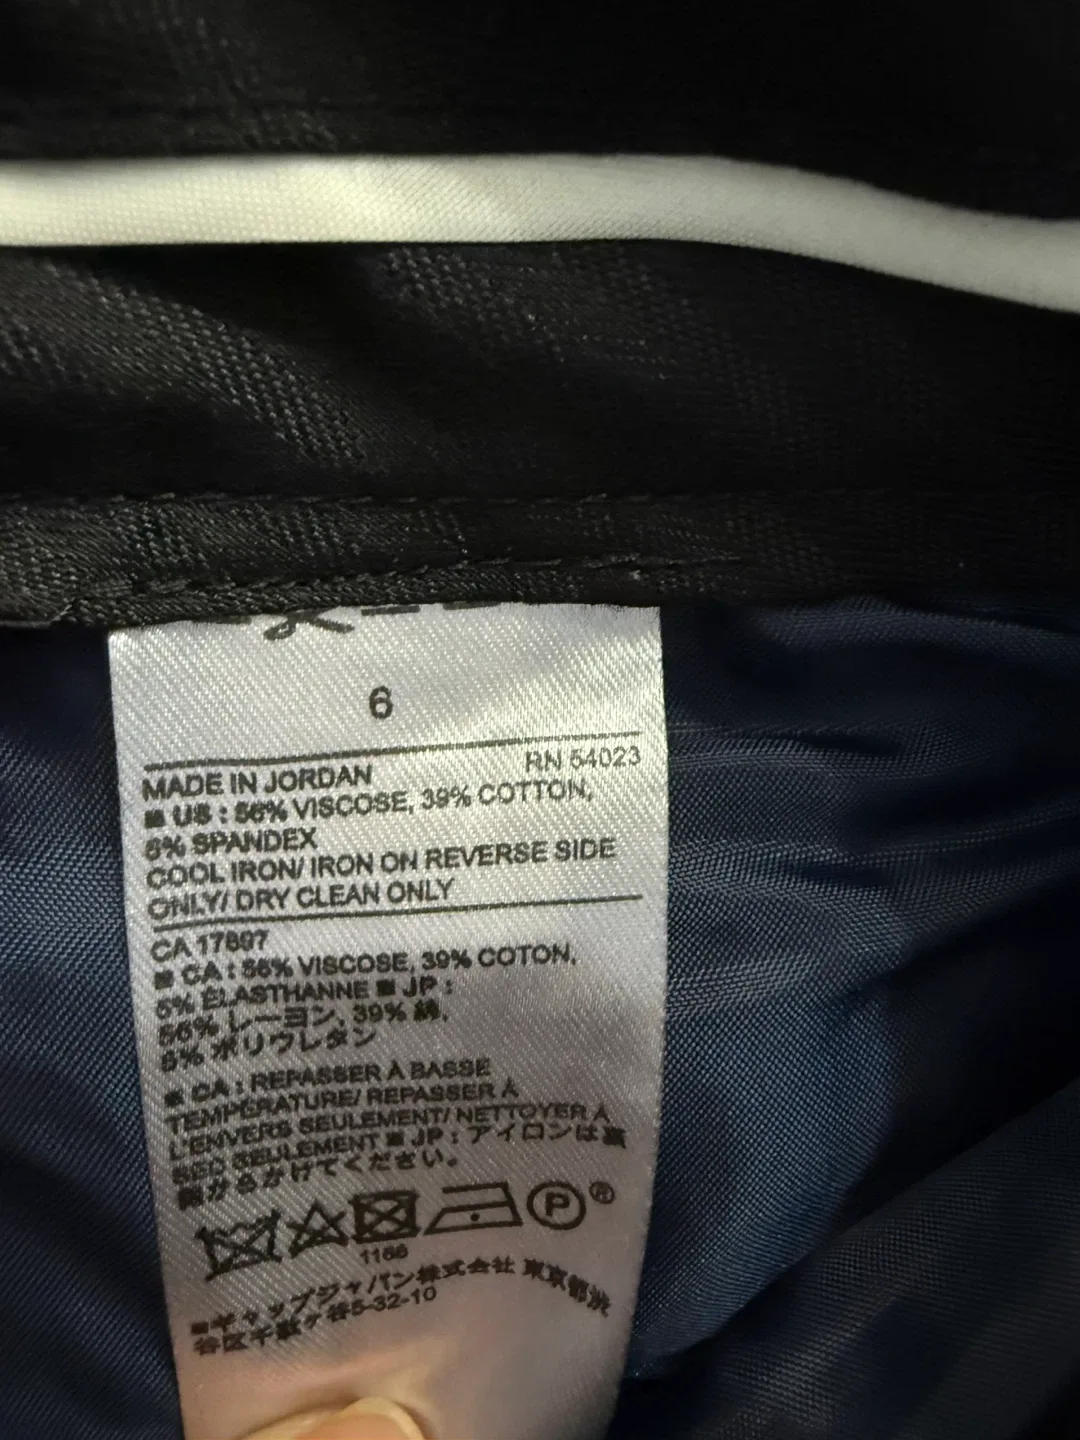 6
RN 54023
MADE IN JORDAN
■ US : 56% VISCOSE, 39% COTTON,
5% SPANDEX
COOL IRON/ IRON ON REVERSE SIDE
ONLY/ DRY CLEAN ONLY
CA 17897
■ CA : 56% VISCOSE, 39% COTON,
5% ÉLASTHANNE ■ JP :
56% レーヨン, 39% 綿,
5% ポリウレタン
■ CA : REPASSER À BASSE
TEMPÉRATURE/ REPASSER À
L'ENVERS SEULEMENT/ NETTOYER À
SEC SEULEMENT ■ JP : アイロンは裏
側からかけてください。
P ®
■ギャップジャパン株式会社 東京都渋
谷区千駄ヶ谷5-32-10